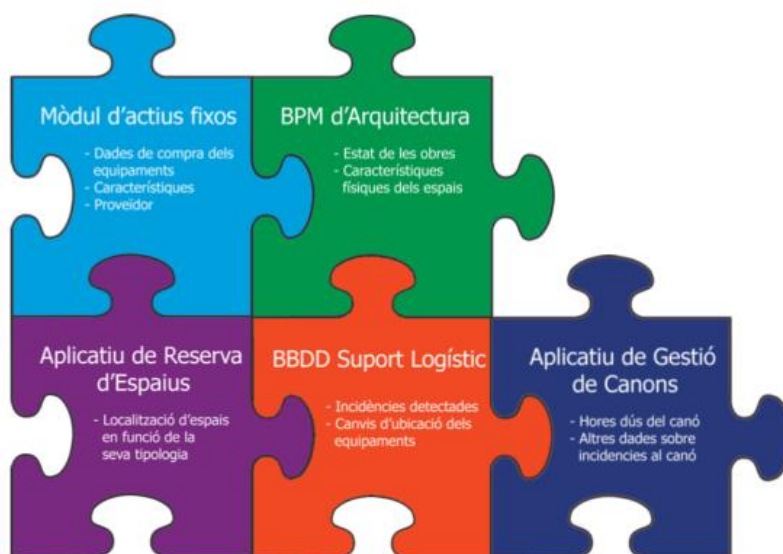 Mòdul d'actius fixos
- Dades de compra dels
equipaments
- Característiques
- Proveïdor
BPM d'Arquitectura
- Estat de les obres
- Característiques
físiques dels espais
Aplicatiu de Reserva
d'Espaius
- Localització d'espais
en funció de la
seva tipologia
BBDD Suport Logístic
- Incidències detectades
- Canvis d'ubicació dels
equipaments
Aplicatiu de Gestió
de Canons
- Hores dús del canó
- Altres dades sobre
incidencies al canó